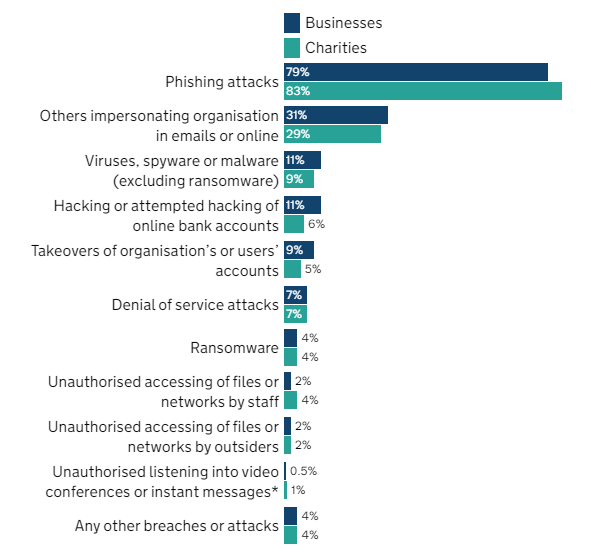 Businesses
Charities
Phishing attacks
79%
83%
Others impersonating organisation
in emails or online
31%
29%
Viruses, spyware or malware
(excluding ransomware)
11%
9%
Hacking or attempted hacking of
online bank accounts
11%
6%
Takeovers of organisation’s or users’
accounts
9%
5%
Denial of service attacks
7%
7%
Ransomware
4%
4%
Unauthorised accessing of files or
networks by staff
2%
4%
Unauthorised accessing of files or
networks by outsiders
2%
2%
Unauthorised listening into video
conferences or instant messages*
0.5%
1%
Any other breaches or attacks
4%
4%